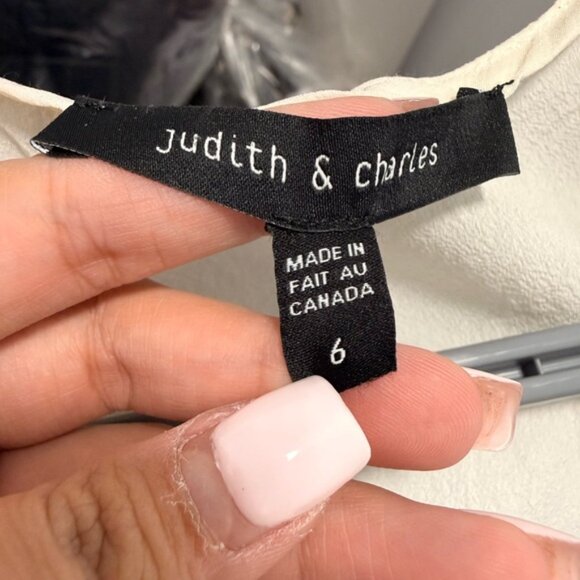 Judith & Charles
MADE IN
FAIT AU
CANADA
6